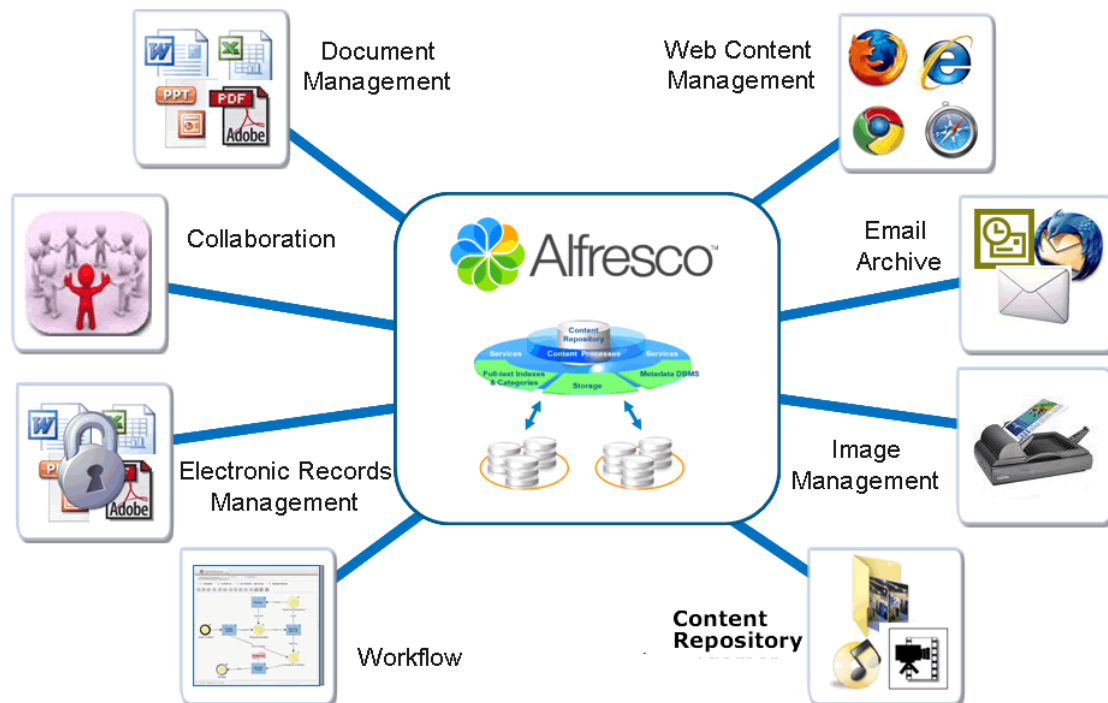 Document
Management
Web Content
Management
PPT
PDF
Adobe
Collaboration
Email
Archive
Alfresco™
Content
Repository
Services
Content Processes
Services
Full-text Indexes
& Categories
Storage
Metadata DBMS
Electronic Records
Management
Adobe
Image
Management
Workflow
Content
Repository